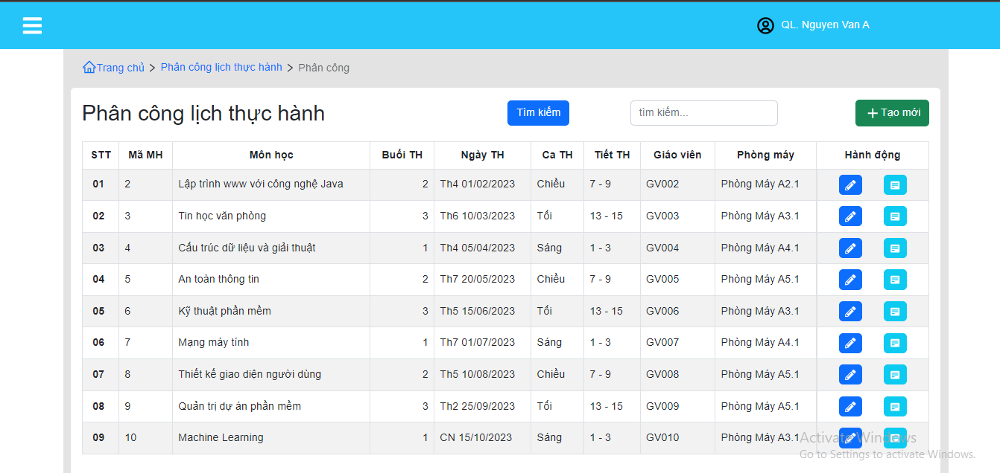 QL. Nguyen Van A
Trang chủ > Phân công lịch thực hành > Phân công
Phân công lịch thực hành Tìm kiếm tìm kiếm... + Tạo mới
STT Mã MH Môn học Buổi TH Ngày TH Ca TH Tiết TH Giáo viên Phòng máy Hành động
01 2 Lập trình www với công nghệ Java 2 Th4 01/02/2023 Chiều 7 - 9 GV002 Phòng Máy A2.1
02 3 Tin học văn phòng 3 Th6 10/03/2023 Tối 13 - 15 GV003 Phòng Máy A3.1
03 4 Cấu trúc dữ liệu và giải thuật 1 Th4 05/04/2023 Sáng 1 - 3 GV004 Phòng Máy A4.1
04 5 An toàn thông tin 2 Th7 20/05/2023 Chiều 7 - 9 GV005 Phòng Máy A5.1
05 6 Kỹ thuật phần mềm 3 Th5 15/06/2023 Tối 13 - 15 GV006 Phòng Máy A3.1
06 7 Mạng máy tính 1 Th7 01/07/2023 Sáng 1 - 3 GV007 Phòng Máy A4.1
07 8 Thiết kế giao diện người dùng 2 Th5 10/08/2023 Chiều 7 - 9 GV008 Phòng Máy A5.1
08 9 Quản trị dự án phần mềm 3 Th2 25/09/2023 Tối 13 - 15 GV009 Phòng Máy A5.1
09 10 Machine Learning 1 CN 15/10/2023 Sáng 1 - 3 GV010 Phòng Máy A3.1
Activate Windows
Go to Settings to activate Windows.